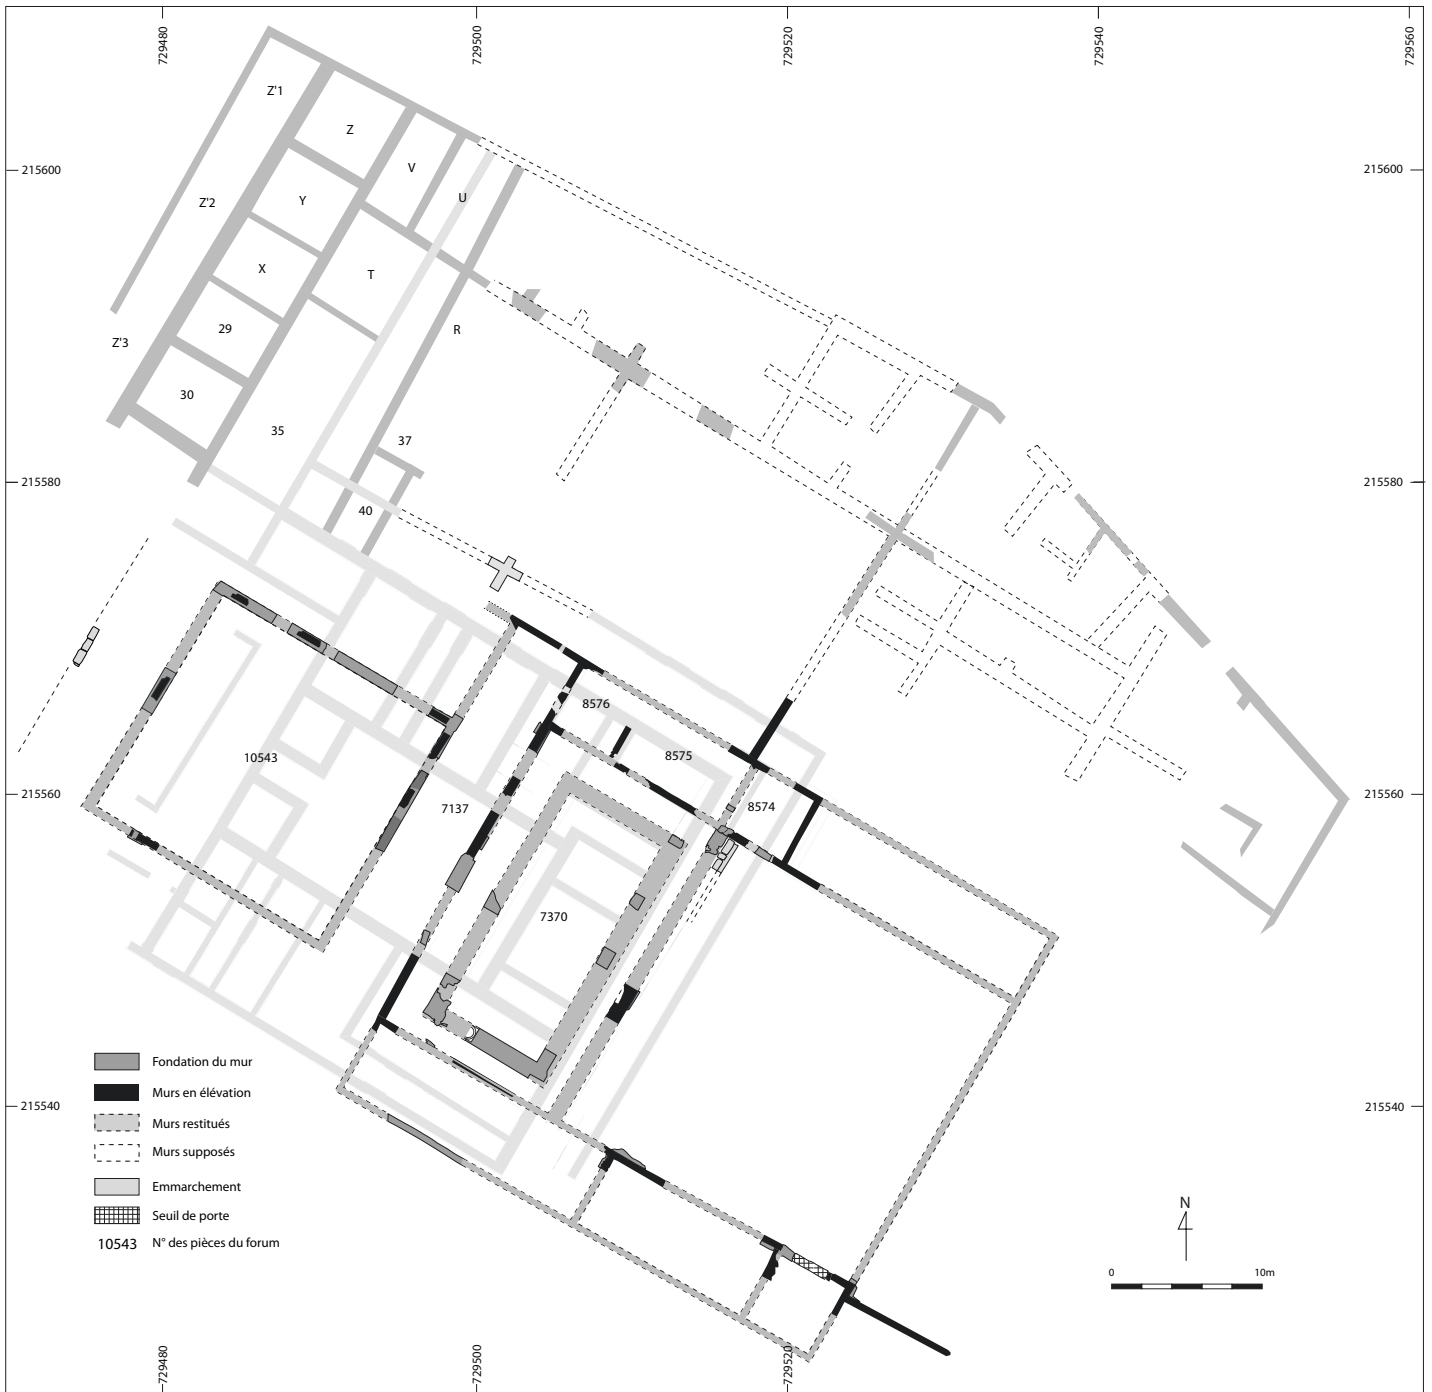 729480
729500
729520
729540
729560
Z'1
Z
V
215600
215600
Z'2
Y
U
X
T
29
R
Z'3
30
35
37
215580
215580
40
8576
10543
8575
215560
7137
8574
215560
7370
Fondation du mur
Murs en élévation
215540
Murs restitués
215540
Murs supposés
Emmarchement
Seuil de porte
10543 N° des pièces du forum
N
0 10m
729480
729500
729520